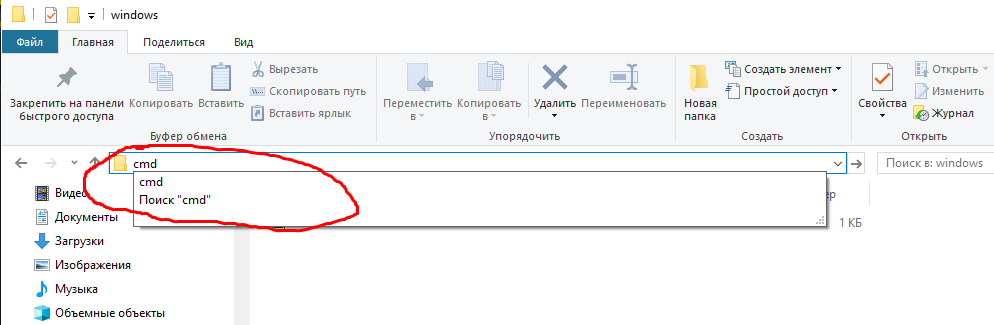 windows
Файл Главная Поделиться Вид
Закрепить на панели
быстрого доступа
Копировать
Вставить
Вырезать
Скопировать путь
Вставить ярлык
Буфер обмена
Переместить
в
Копировать
в
Удалить
Переименовать
Упорядочить
Новая
папка
Создать элемент
Простой доступ
Создать
Свойства
Открыть
Изменить
Журнал
Открыть
cmd
Поиск в: windows
cmd
Поиск "cmd"
Видео
Документы
Загрузки
Изображения
Музыка
Объемные объекты
1 КБ